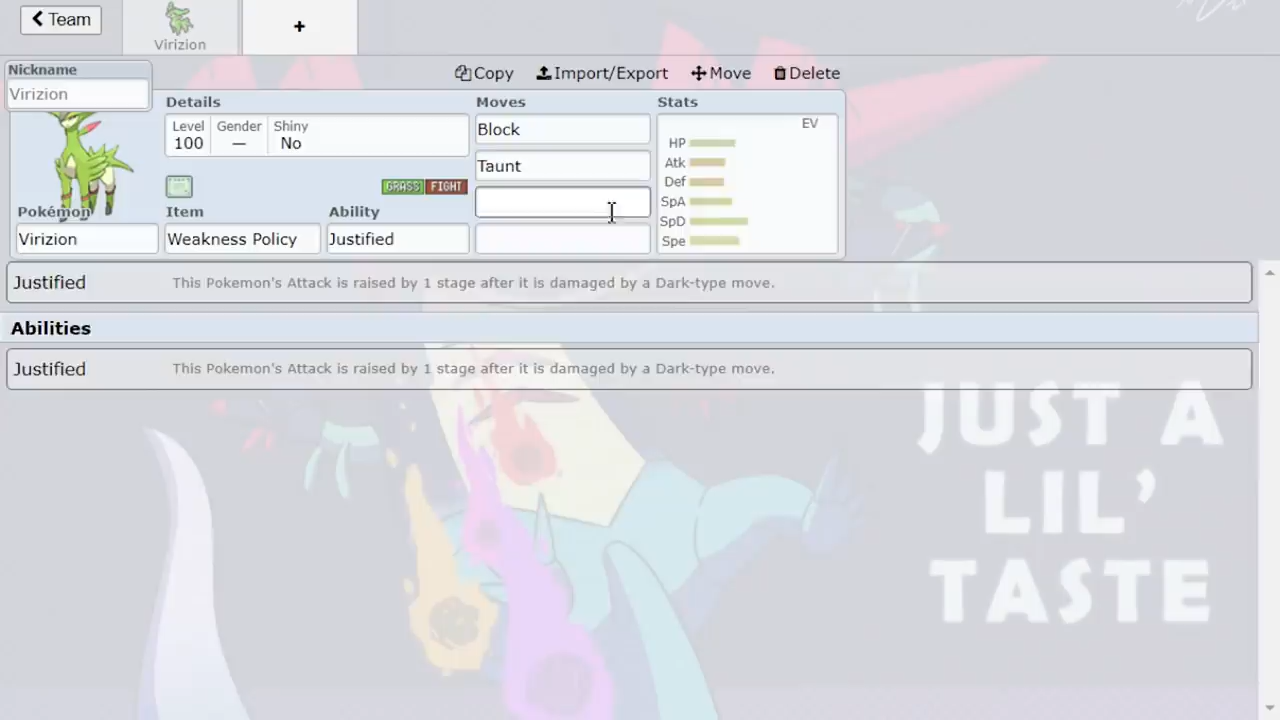 Team
Virizion
+
Nickname
Virizion
Copy
Import/Export
Move
Delete
Details
Level
100
Gender
—
Shiny
No
GRASS
FIGHT
Pokémon
Virizion
Item
Weakness Policy
Ability
Justified
Moves
Block
Taunt
Stats
EV
HP
Atk
Def
SpA
SpD
Spe
Justified This Pokemon's Attack is raised by 1 stage after it is damaged by a Dark-type move.
Abilities
Justified This Pokemon's Attack is raised by 1 stage after it is damaged by a Dark-type move.
JUST A
LIL'
TASTE